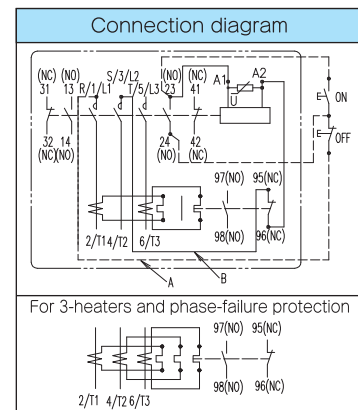 Connection diagram
(NC) (NO) S/3/L2 (NO) (NC)
31 13 R/1/L1 T/5/L3 23 41 A1 A2
U
ON
OFF
32 14 24 42
(NC) (NO) (NO) (NC)
97(NO) 95(NC)
2/T1 4/T2 6/T3 98(NO) 96(NC)
A B
For 3-heaters and phase-failure protection
97(NO) 95(NC)
2/T1 4/T2 6/T3 98(NO) 96(NC)